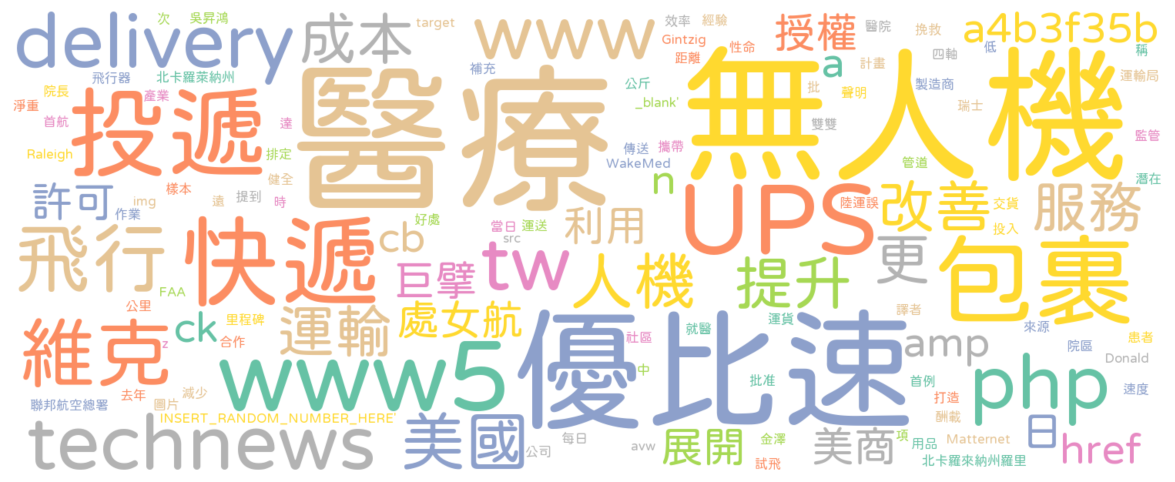 次
吳昇鴻
target
效率
經驗
醫院
挽救
a4b3f35b
稱
delivery
成本
www
Gintzig
性命
授權
四軸
低
飛行器
北卡羅萊納州
補充
距離
a
計畫
運輸局
淨重
院長
產業
醫療
公斤
無人機
批
聲明
製造商
瑞士
首航
投遞
遠
_blank'
雙雙
監管
Raleigh
排定
傳送
攜帶
WakeMed
管道
潛在
許可
樣本
健全
n
img
遠
提到
時
UPS
陸運誤
改善
交貨
服務
作業
好處
利用
投入
飛行
快遞
cb
當日
運送
src
更
包裹
巨擘
tw
人機
提升
FAA
公里
里程碑
運輸
處女航
譯者
維克
z
ck
合作
社區
就醫
運貨
優比速
amp
來源
患者
院區
Donald
去年
減少
www5
中
批准
首例
php
速度
聯邦航空總署
圖片
打造
INSERT_RANDOM_NUMBER_HERE'
酬載
technews
美國
公司
每日
avw
展開
金澤
美商
項
用品
Matternet
日
href
試飛
北卡羅來納州羅里